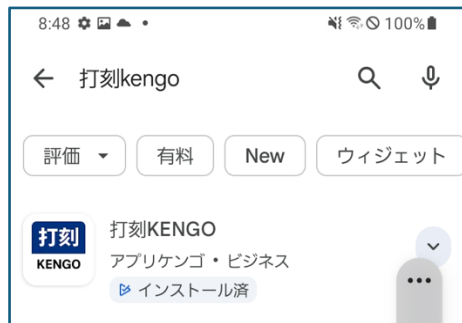 8:48 100%
打刻kengo
評価 有料 New ウィジェット
打刻 KENGO
打刻KENGO
アプリケンゴ • ビジネス
インストール済